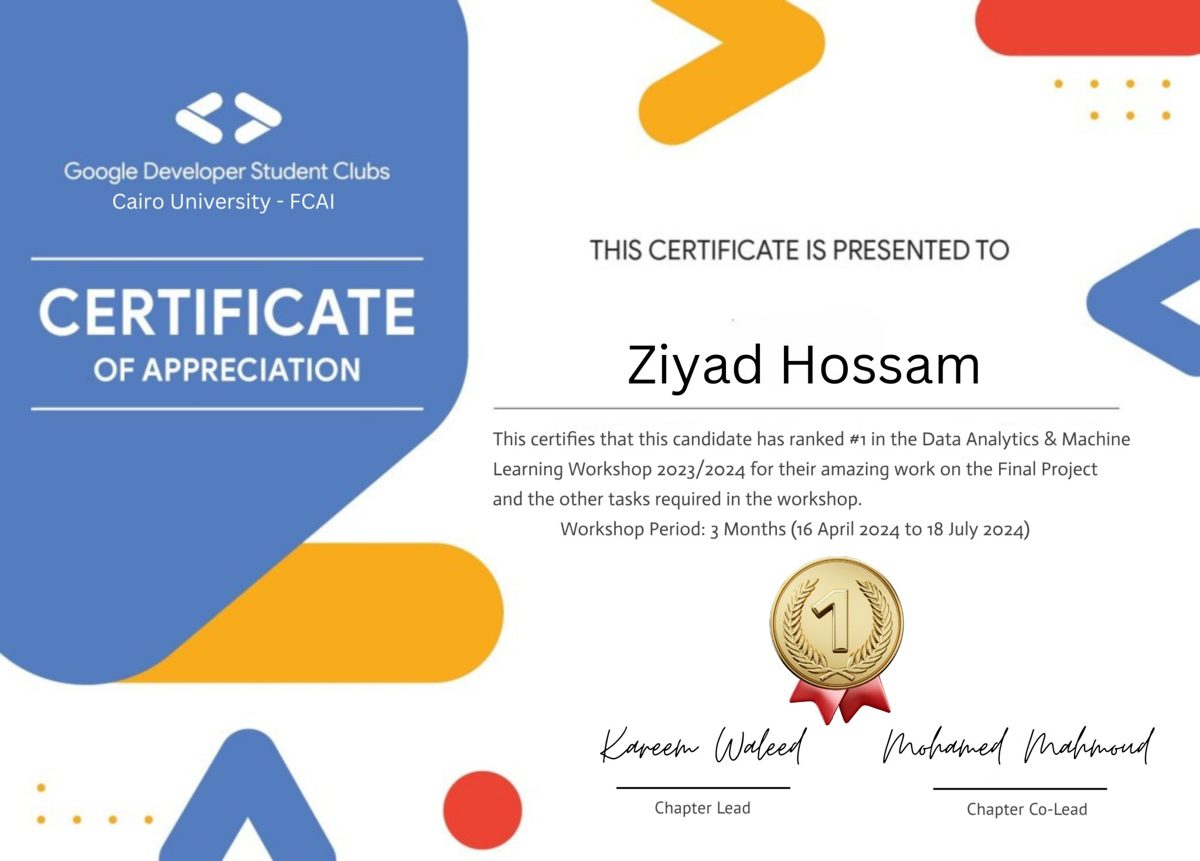 Google Developer Student Clubs
Cairo University - FCAI
CERTIFICATE
OF APPRECIATION
THIS CERTIFICATE IS PRESENTED TO
Ziyad Hossam
This certifies that this candidate has ranked #1 in the Data Analytics & Machine
Learning Workshop 2023/2024 for their amazing work on the Final Project
and the other tasks required in the workshop.
Workshop Period: 3 Months (16 April 2024 to 18 July 2024)
1
Kareem Waleed
Chapter Lead
Mohamed Mahmoud
Chapter Co-Lead